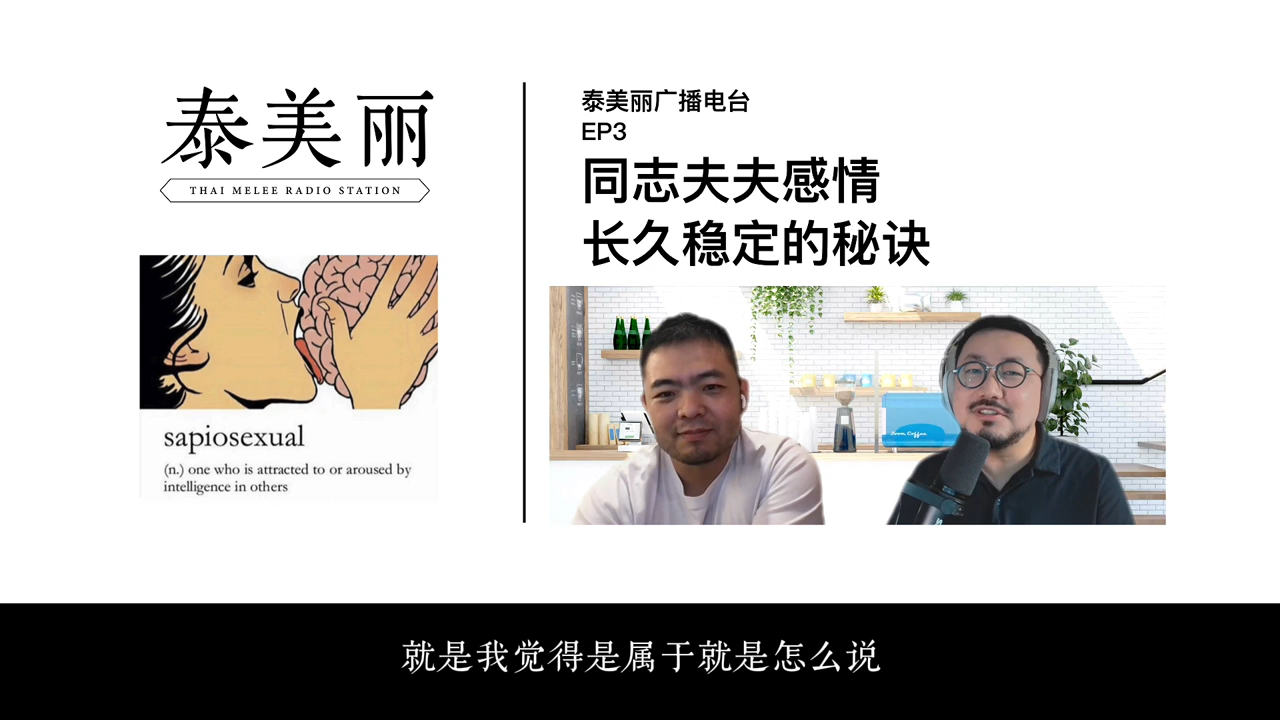 泰美丽
THAI MELEE RADIO STATION
sapiosexual
(n.) one who is attracted to or aroused by
intelligence in others
泰美丽广播电台
EP3
同志夫夫感情
长久稳定的秘诀
Zoom Coffee
就是我觉得是属于就是怎么说